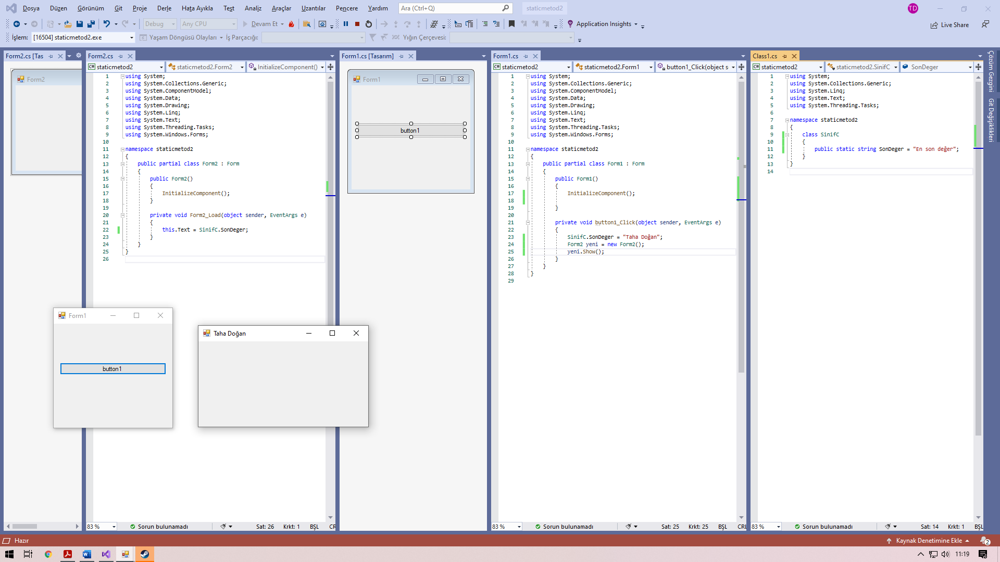 Dosya Düzen Görünüm Git Proje Derle Hata Ayıkla Test Analiz Araçlar Uzantılar Pencere Yardım Ara (Ctrl+Q) staticmetod2 TD
Debug Any CPU Devam Et Application Insights Live Share
İşlem: [16504] staticmetod2.exe Yaşam Döngüsü Olayları İş Parçacığı: Yığın Çerçevesi:
Form2.cs [Tas
Form2
Form2.cs
C# staticmetod2 staticmetod2.Form2 InitializeComponent()
1 using System;
2 using System.Collections.Generic;
3 using System.ComponentModel;
4 using System.Data;
5 using System.Drawing;
6 using System.Linq;
7 using System.Text;
8 using System.Threading.Tasks;
9 using System.Windows.Forms;
10
11 namespace staticmetod2
12 {
13 public partial class Form2 : Form
14 {
15 public Form2()
16 {
17 InitializeComponent();
18 }
19
20 private void Form2_Load(object sender, EventArgs e)
21 {
22 this.Text = SinifC.SonDeger;
23 }
24 }
25 }
26
83 % Sorun bulunamadı Sat: 26 Krkt: 1 BŞL CR
Form1
button1
Taha Doğan
Form1.cs [Tasarım]
Form1
button1
Form1.cs
C# staticmetod2 staticmetod2.Form1 button1_Click(object s
1 using System;
2 using System.Collections.Generic;
3 using System.ComponentModel;
4 using System.Data;
5 using System.Drawing;
6 using System.Linq;
7 using System.Text;
8 using System.Threading.Tasks;
9 using System.Windows.Forms;
10
11 namespace staticmetod2
12 {
13 public partial class Form1 : Form
14 {
15 public Form1()
16 {
17 InitializeComponent();
18
19 }
20
21 private void button1_Click(object sender, EventArgs e)
22 {
23 SinifC.SonDeger = "Taha Doğan";
24 Form2 yeni = new Form2();
25 yeni.Show();
26 }
27 }
28 }
29
83 % Sorun bulunamadı Sat: 25 Krkt: 25 BŞL CRL
Class1.cs
C# staticmetod2 staticmetod2.SinifC SonDeger
1 using System;
2 using System.Collections.Generic;
3 using System.Linq;
4 using System.Text;
5 using System.Threading.Tasks;
6
7 namespace staticmetod2
8 {
9 class SinifC
10 {
11 public static string SonDeger = "En son değer";
12 }
13 }
14
83 % Sorun bulunamadı Sat: 14 Krkt: 1 BŞL
Çözüm Gezgini
Git Değişiklikleri
Hazır Kaynak Denetimine Ekle 2
11:19